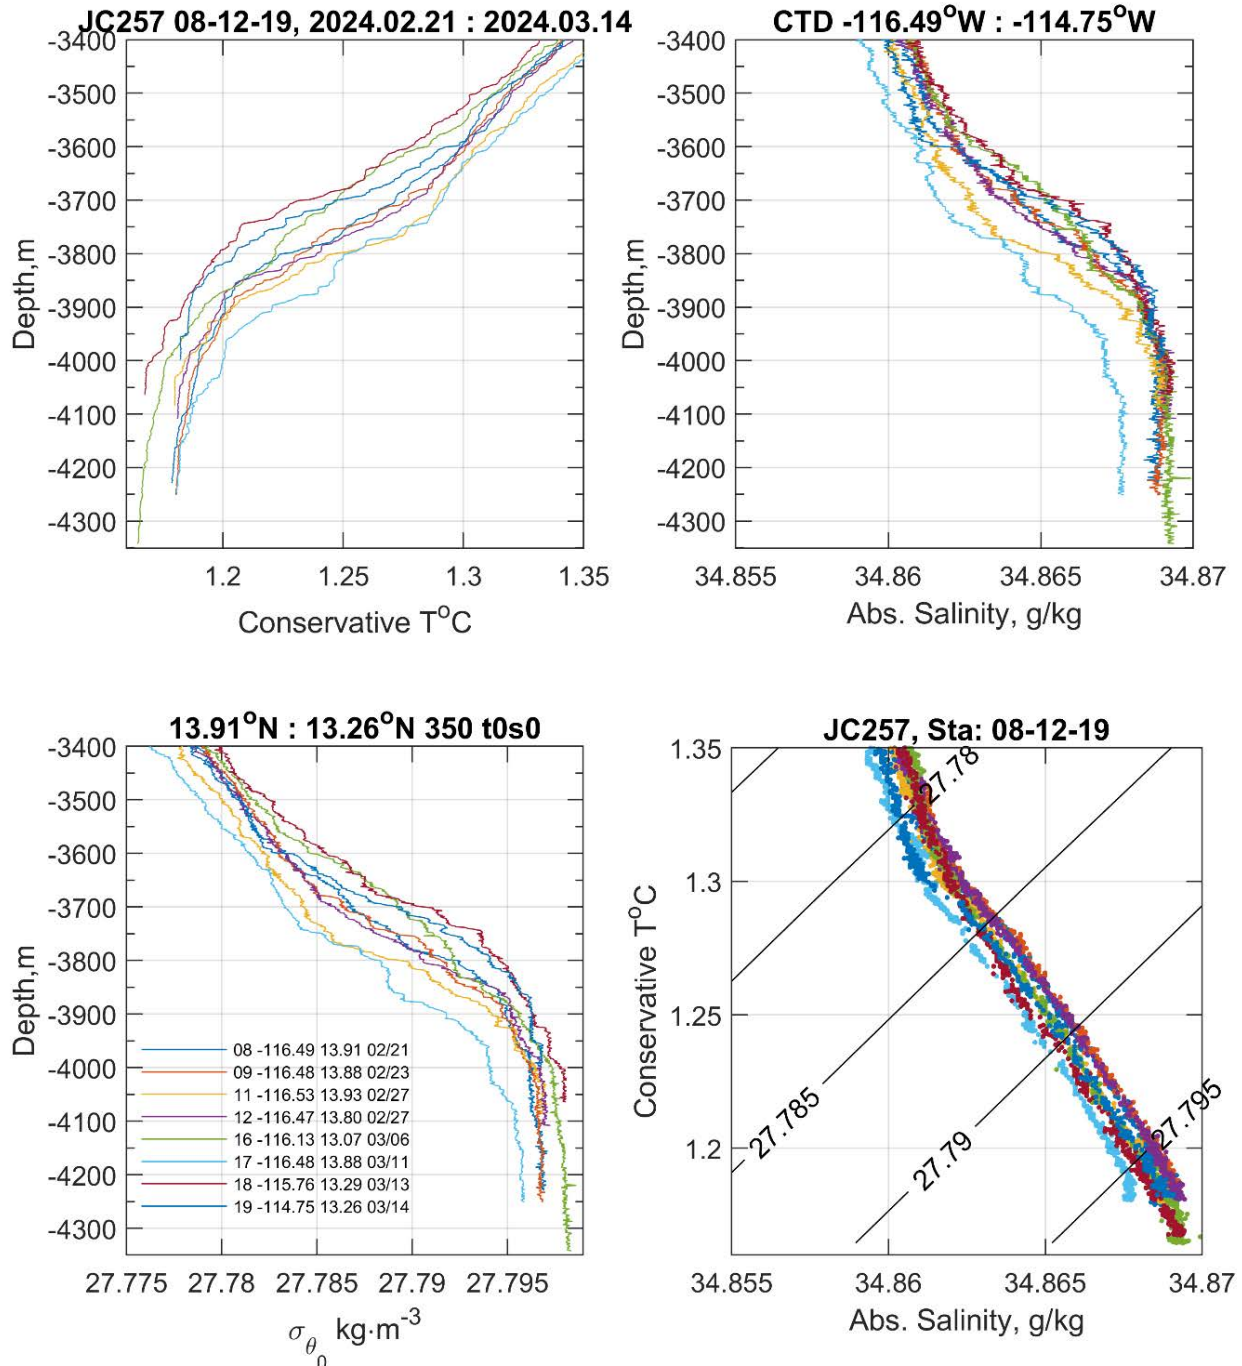 JC257 08-12-19, 2024.02.21 : 2024.03.14
-3400
-3500
-3600
-3700
-3800
-3900
-4000
-4100
-4200
-4300
Depth,m
1.2 1.25 1.3 1.35
Conservative T°C
CTD -116.49°W : -114.75°W
-3400
-3500
-3600
-3700
-3800
-3900
-4000
-4100
-4200
-4300
Depth,m
34.855 34.86 34.865 34.87
Abs. Salinity, g/kg
13.91°N : 13.26°N 350 t0s0
-3400
-3500
-3600
-3700
-3800
-3900
-4000
-4100
-4200
-4300
Depth,m
08 -116.49 13.91 02/21
09 -116.48 13.88 02/23
11 -116.53 13.93 02/27
12 -116.47 13.80 02/27
16 -116.13 13.07 03/06
17 -116.48 13.88 03/11
18 -115.76 13.29 03/13
19 -114.75 13.26 03/14
27.775 27.78 27.785 27.79 27.795
σθ0 kg·m-3
JC257, Sta: 08-12-19
1.35
1.3
1.25
1.2
Conservative T°C
27.78
27.785
27.79
27.795
34.855 34.86 34.865 34.87
Abs. Salinity, g/kg